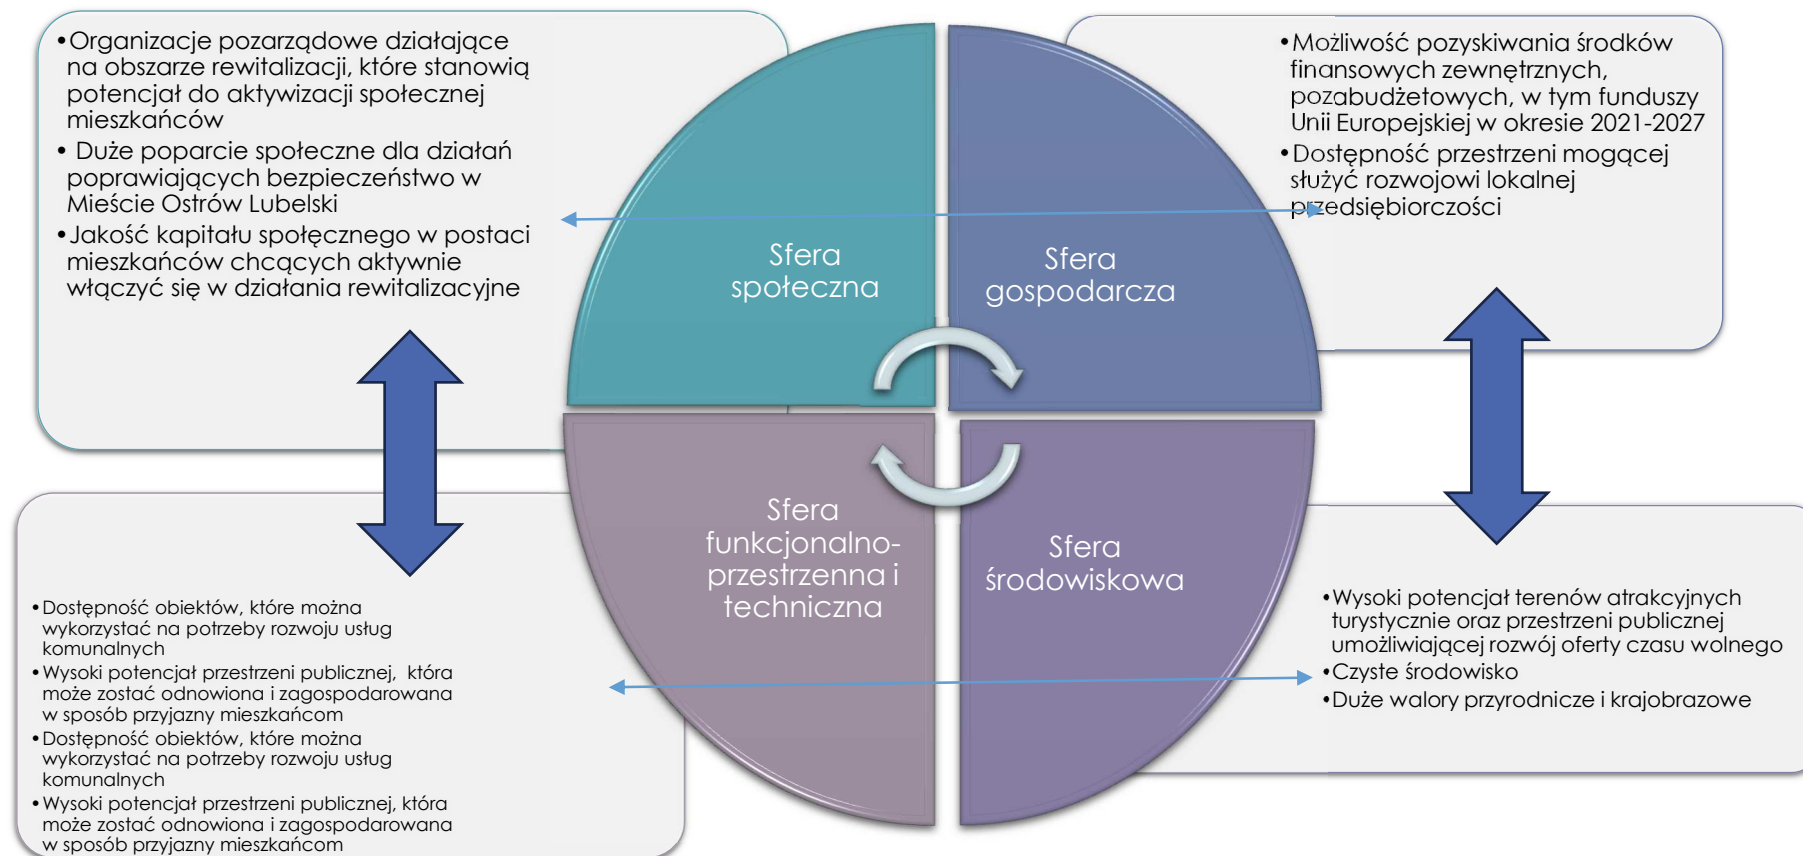 •Organizacje pozarządowe działające
na obszarze rewitalizacji, które stanowią
potencjał do aktywizacji społecznej
mieszkańców
• Duże poparcie społeczne dla działań
poprawiających bezpieczeństwo w
Mieście Ostrów Lubelski
•Jakość kapitału społęcznego w postaci
mieszkańców chcących aktywnie
włączyć się w działania rewitalizacyjne
Sfera
społeczna
Sfera
gospodarcza
•Możliwość pozyskiwania środków
finansowych zewnętrznych,
pozabudżetowych, w tym funduszy
Unii Europejskiej w okresie 2021-2027
•Dostępność przestrzeni mogącej
służyć rozwojowi lokalnej
przedsiębiorczości
•Dostępność obiektów, które można
wykorzystać na potrzeby rozwoju usług
komunalnych
•Wysoki potencjał przestrzeni publicznej, która
może zostać odnowiona i zagospodarowana
w sposób przyjazny mieszkańcom
•Dostępność obiektów, które można
wykorzystać na potrzeby rozwoju usług
komunalnych
•Wysoki potencjał przestrzeni publicznej, która
może zostać odnowiona i zagospodarowana
w sposób przyjazny mieszkańcom
Sfera
funkcjonalno-
przestrzenna i
techniczna
Sfera
środowiskowa
•Wysoki potencjał terenów atrakcyjnych
turystycznie oraz przestrzeni publicznej
umożliwiającej rozwój oferty czasu wolnego
•Czyste środowisko
•Duże walory przyrodnicze i krajobrazowe